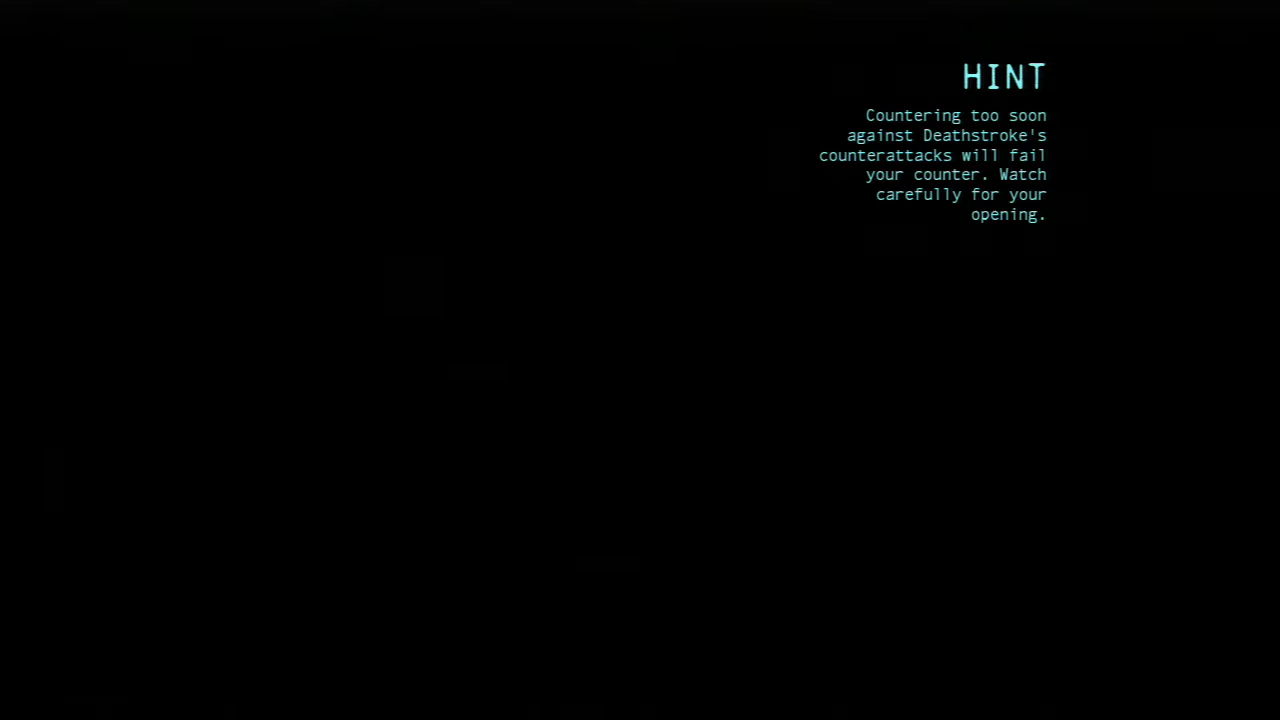 HINT
Countering too soon
against Deathstroke's
counterattacks will fail
your counter. Watch
carefully for your
opening.